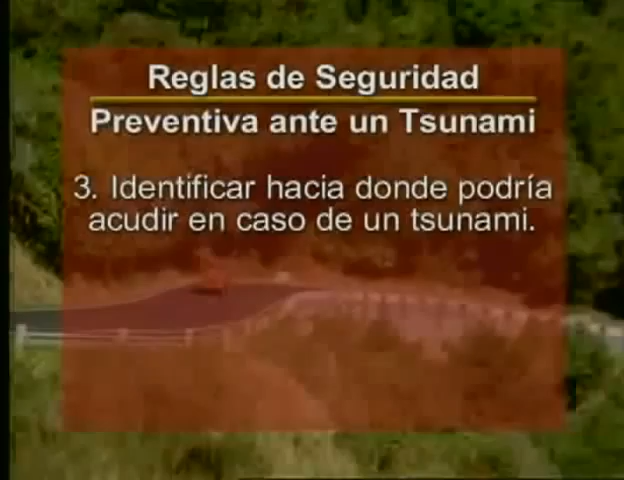 Reglas de Seguridad
Preventiva ante un Tsunami
3. Identificar hacia donde podría
acudir en caso de un tsunami.